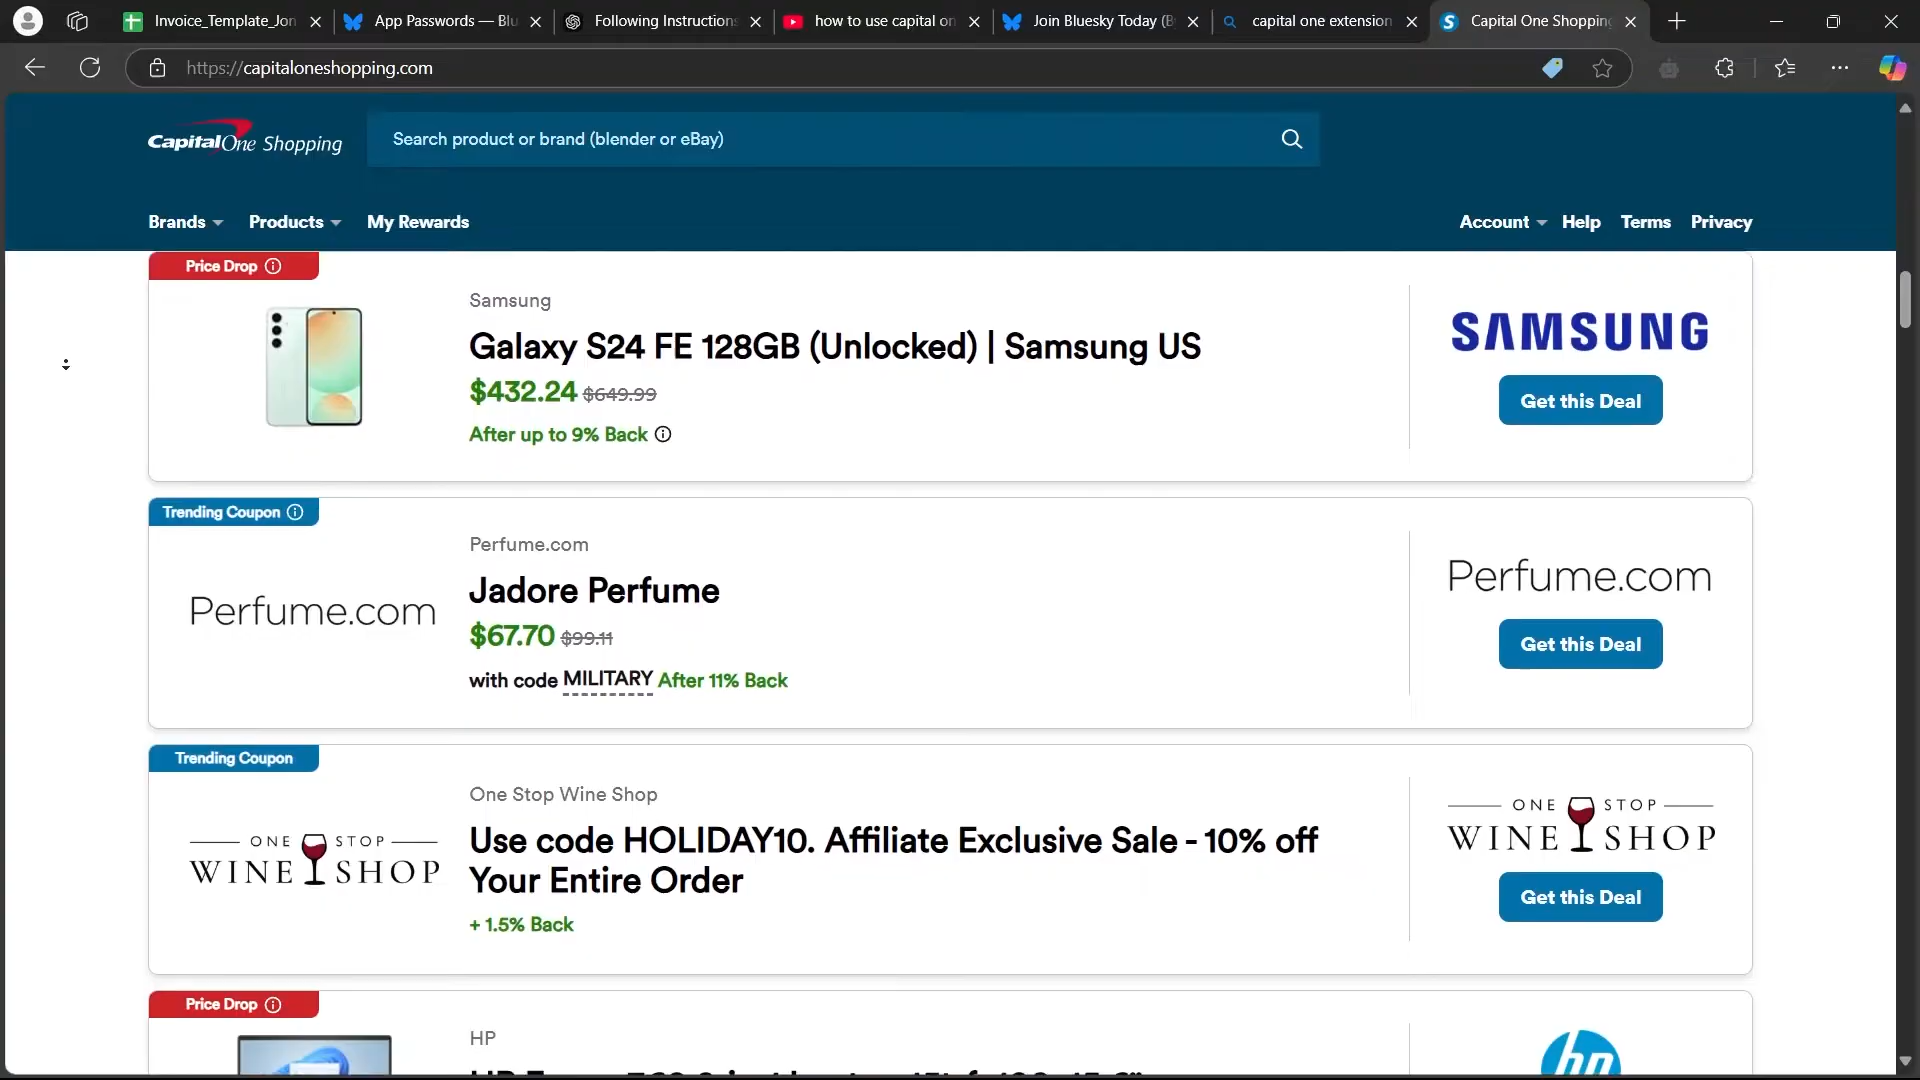 Invoice_Template_Jon
App Passwords — Blu
Following Instructions
how to use capital on
Join Bluesky Today (B
capital one extension
Capital One Shopping
https://capitaloneshopping.com
CapitalOne Shopping
Search product or brand (blender or eBay)
Brands
Products
My Rewards
Account
Help
Terms
Privacy
Price Drop
Samsung
Galaxy S24 FE 128GB (Unlocked) | Samsung US
$432.24 $649.99
After up to 9% Back
SAMSUNG
Get this Deal
Trending Coupon
Perfume.com
Perfume.com
Jadore Perfume
$67.70 $99.11
with code MILITARY After 11% Back
Perfume.com
Get this Deal
Trending Coupon
ONE STOP
WINE SHOP
One Stop Wine Shop
Use code HOLIDAY10. Affiliate Exclusive Sale - 10% off
Your Entire Order
+ 1.5% Back
ONE STOP
WINE SHOP
Get this Deal
Price Drop
HP
hp